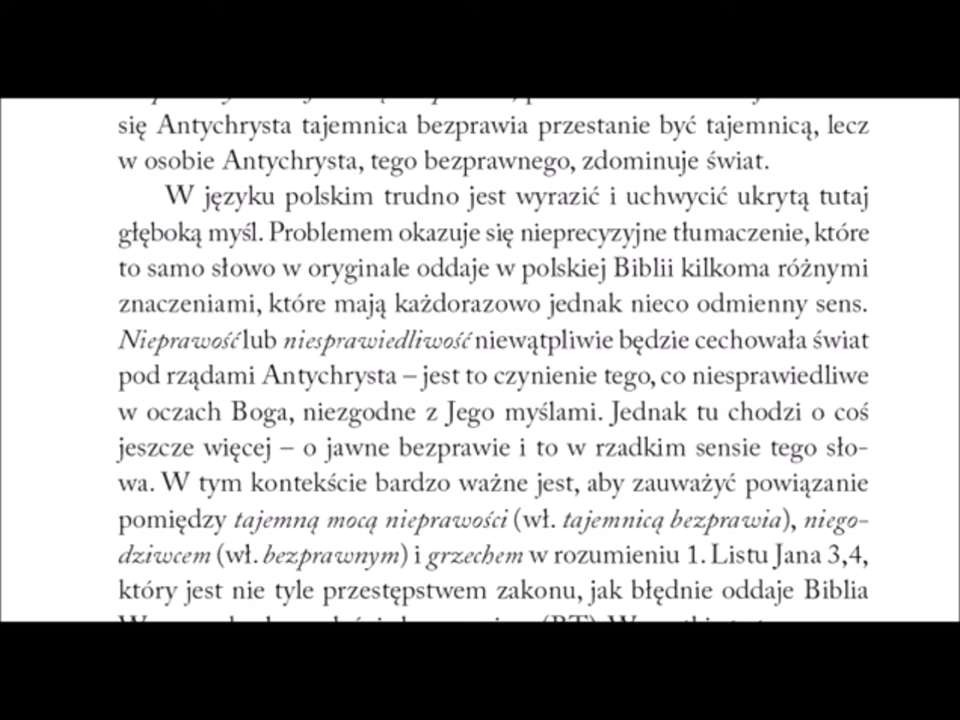 się Antychrysta tajemnica bezprawia przestanie być tajemnicą, lecz
w osobie Antychrysta, tego bezprawnego, zdominuje świat.
W języku polskim trudno jest wyrazić i uchwycić ukrytą tutaj
głęboką myśl. Problemem okazuje się nieprecyzyjne tłumaczenie, które
to samo słowo w oryginale oddaje w polskiej Biblii kilkoma różnymi
znaczeniami, które mają każdorazowo jednak nieco odmienny sens.
Nieprawość lub niesprawiedliwość niewątpliwie będzie cechowała świat
pod rządami Antychrysta – jest to czynienie tego, co niesprawiedliwe
w oczach Boga, niezgodne z Jego myślami. Jednak tu chodzi o coś
jeszcze więcej – o jawne bezprawie i to w rzadkim sensie tego sło-
wa. W tym kontekście bardzo ważne jest, aby zauważyć powiązanie
pomiędzy tajemną mocą nieprawości (wł. tajemnicą bezprawia), niego-
dziwcem (wł. bezprawnym) i grzechem w rozumieniu 1. Listu Jana 3,4,
który jest nie tyle przestępstwem zakonu, jak błędnie oddaje Biblia